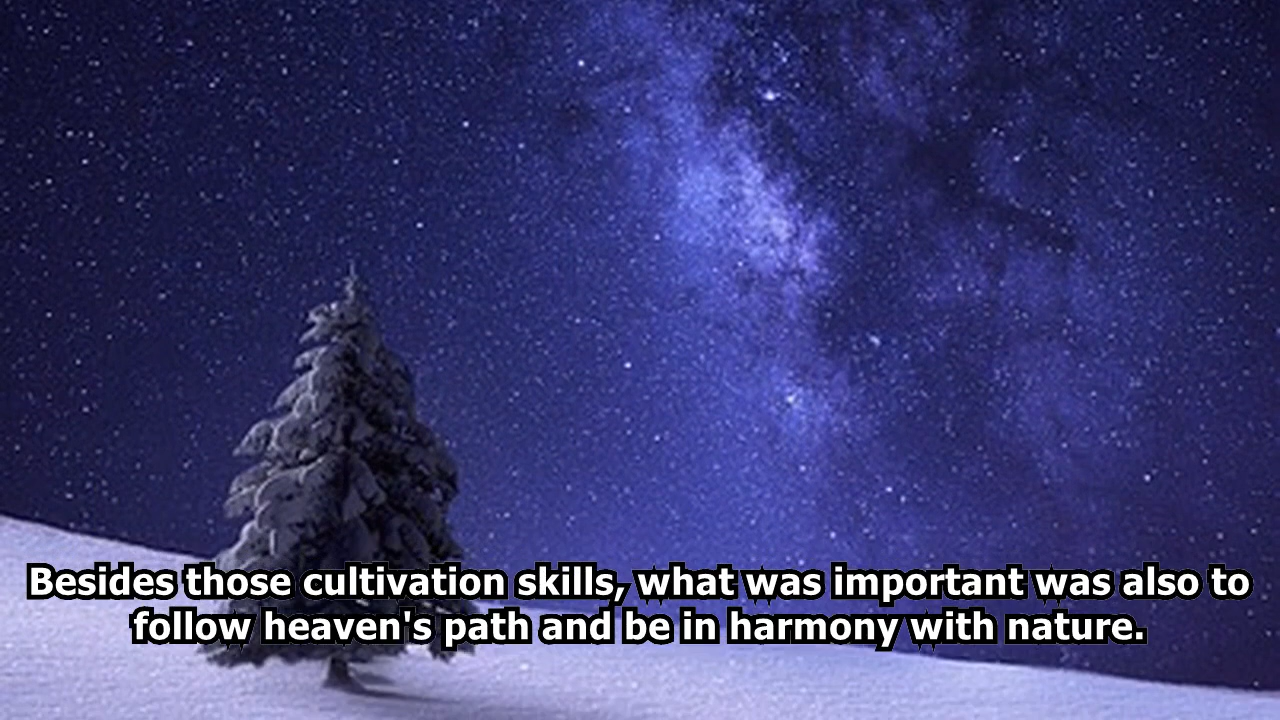 Besides those cultivation skills, what was important was also to
follow heaven's path and be in harmony with nature.